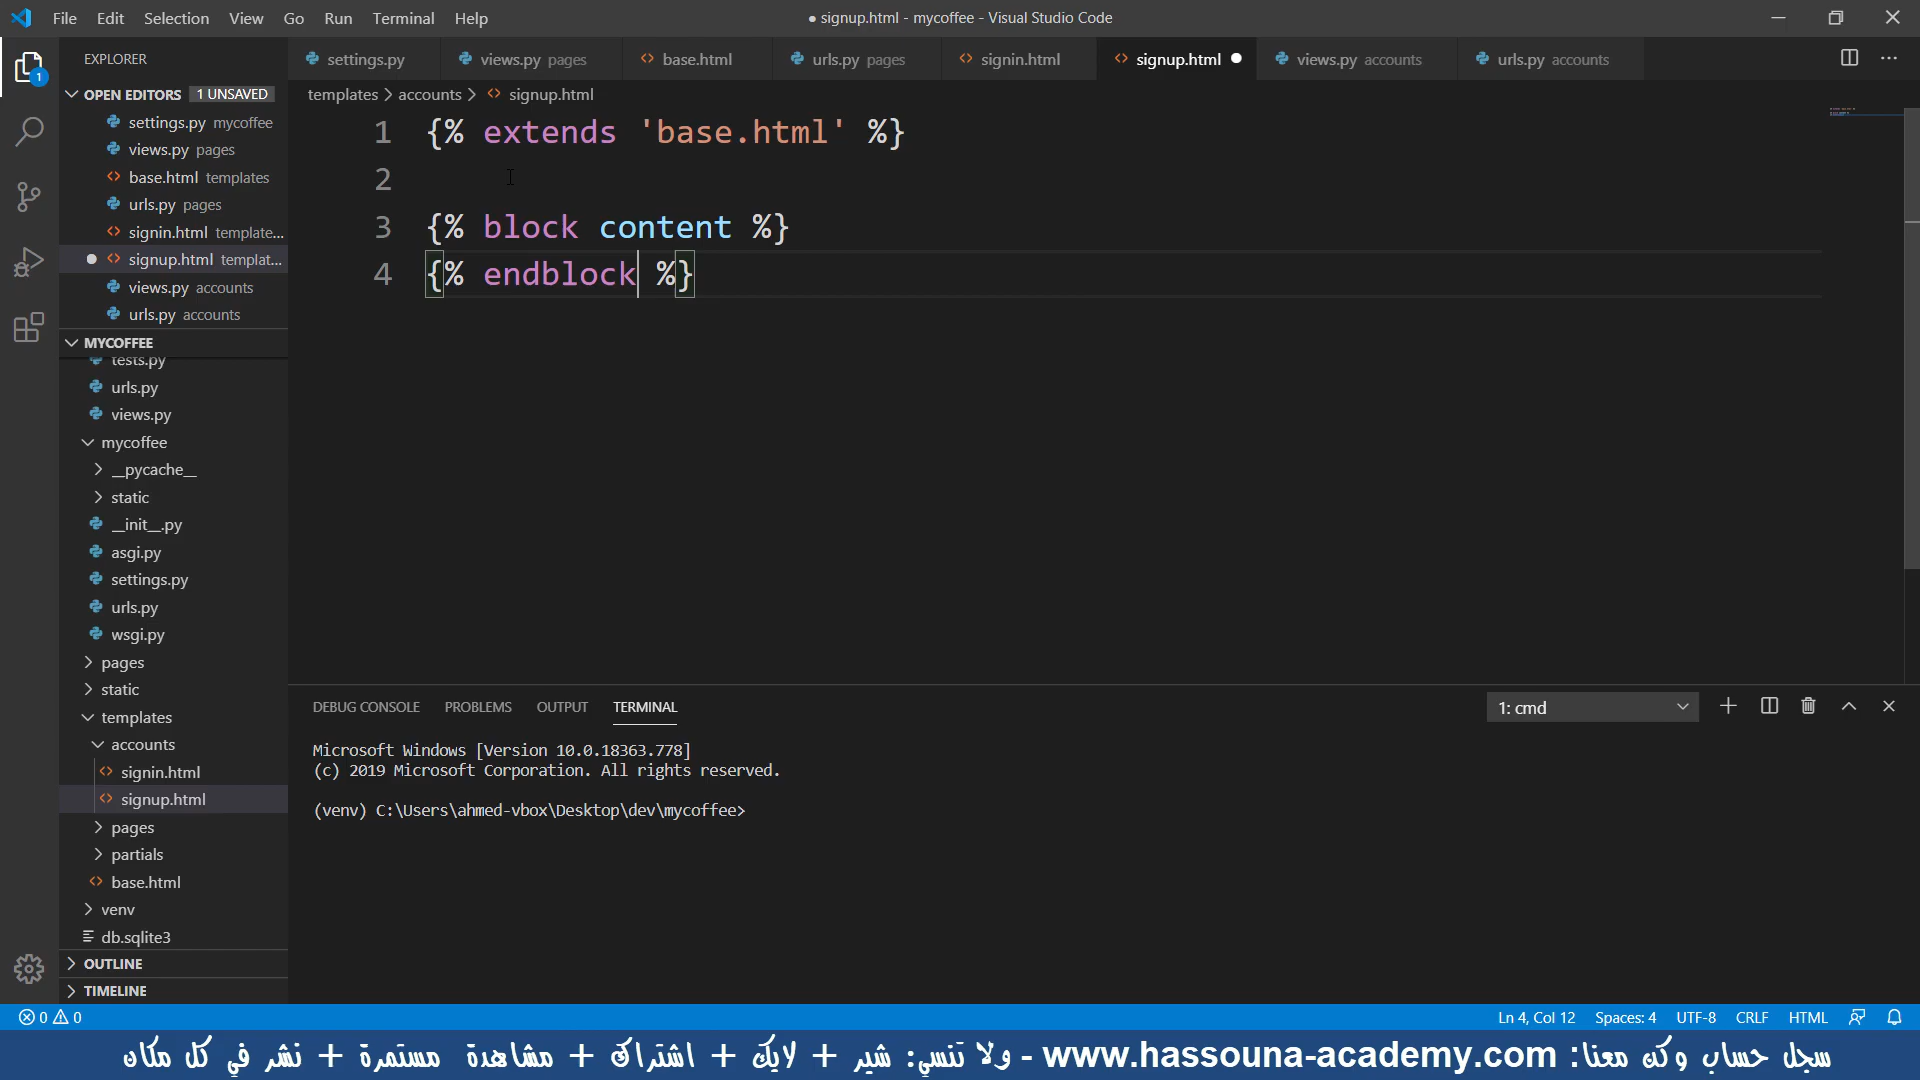 File Edit Selection View Go Run Terminal Help
● signup.html - mycoffee - Visual Studio Code
EXPLORER
settings.py
views.py pages
base.html
urls.py pages
signin.html
signup.html
views.py accounts
urls.py accounts
OPEN EDITORS 1 UNSAVED
settings.py mycoffee
views.py pages
base.html templates
urls.py pages
signin.html template...
signup.html templat...
views.py accounts
urls.py accounts
MYCOFFEE
tests.py
urls.py
views.py
mycoffee
__pycache__
static
__init__.py
asgi.py
settings.py
urls.py
wsgi.py
pages
static
templates
accounts
signin.html
signup.html
pages
partials
base.html
venv
db.sqlite3
OUTLINE
TIMELINE
templates > accounts > signup.html
1 {% extends 'base.html' %}
2
3 {% block content %}
4 {% endblock %}
DEBUG CONSOLE PROBLEMS OUTPUT TERMINAL
1: cmd
Microsoft Windows [Version 10.0.18363.778]
(c) 2019 Microsoft Corporation. All rights reserved.
(venv) C:\Users\ahmed-vbox\Desktop\dev\mycoffee>
0 0
Ln 4, Col 12 Spaces: 4 UTF-8 CRLF HTML
1
سجل حساب وكن معنا: www.hassouna-academy.com - ولا تنسي: شير + لايك + اشتراك + مشاهدة مستمرة + نشر في كل مكان